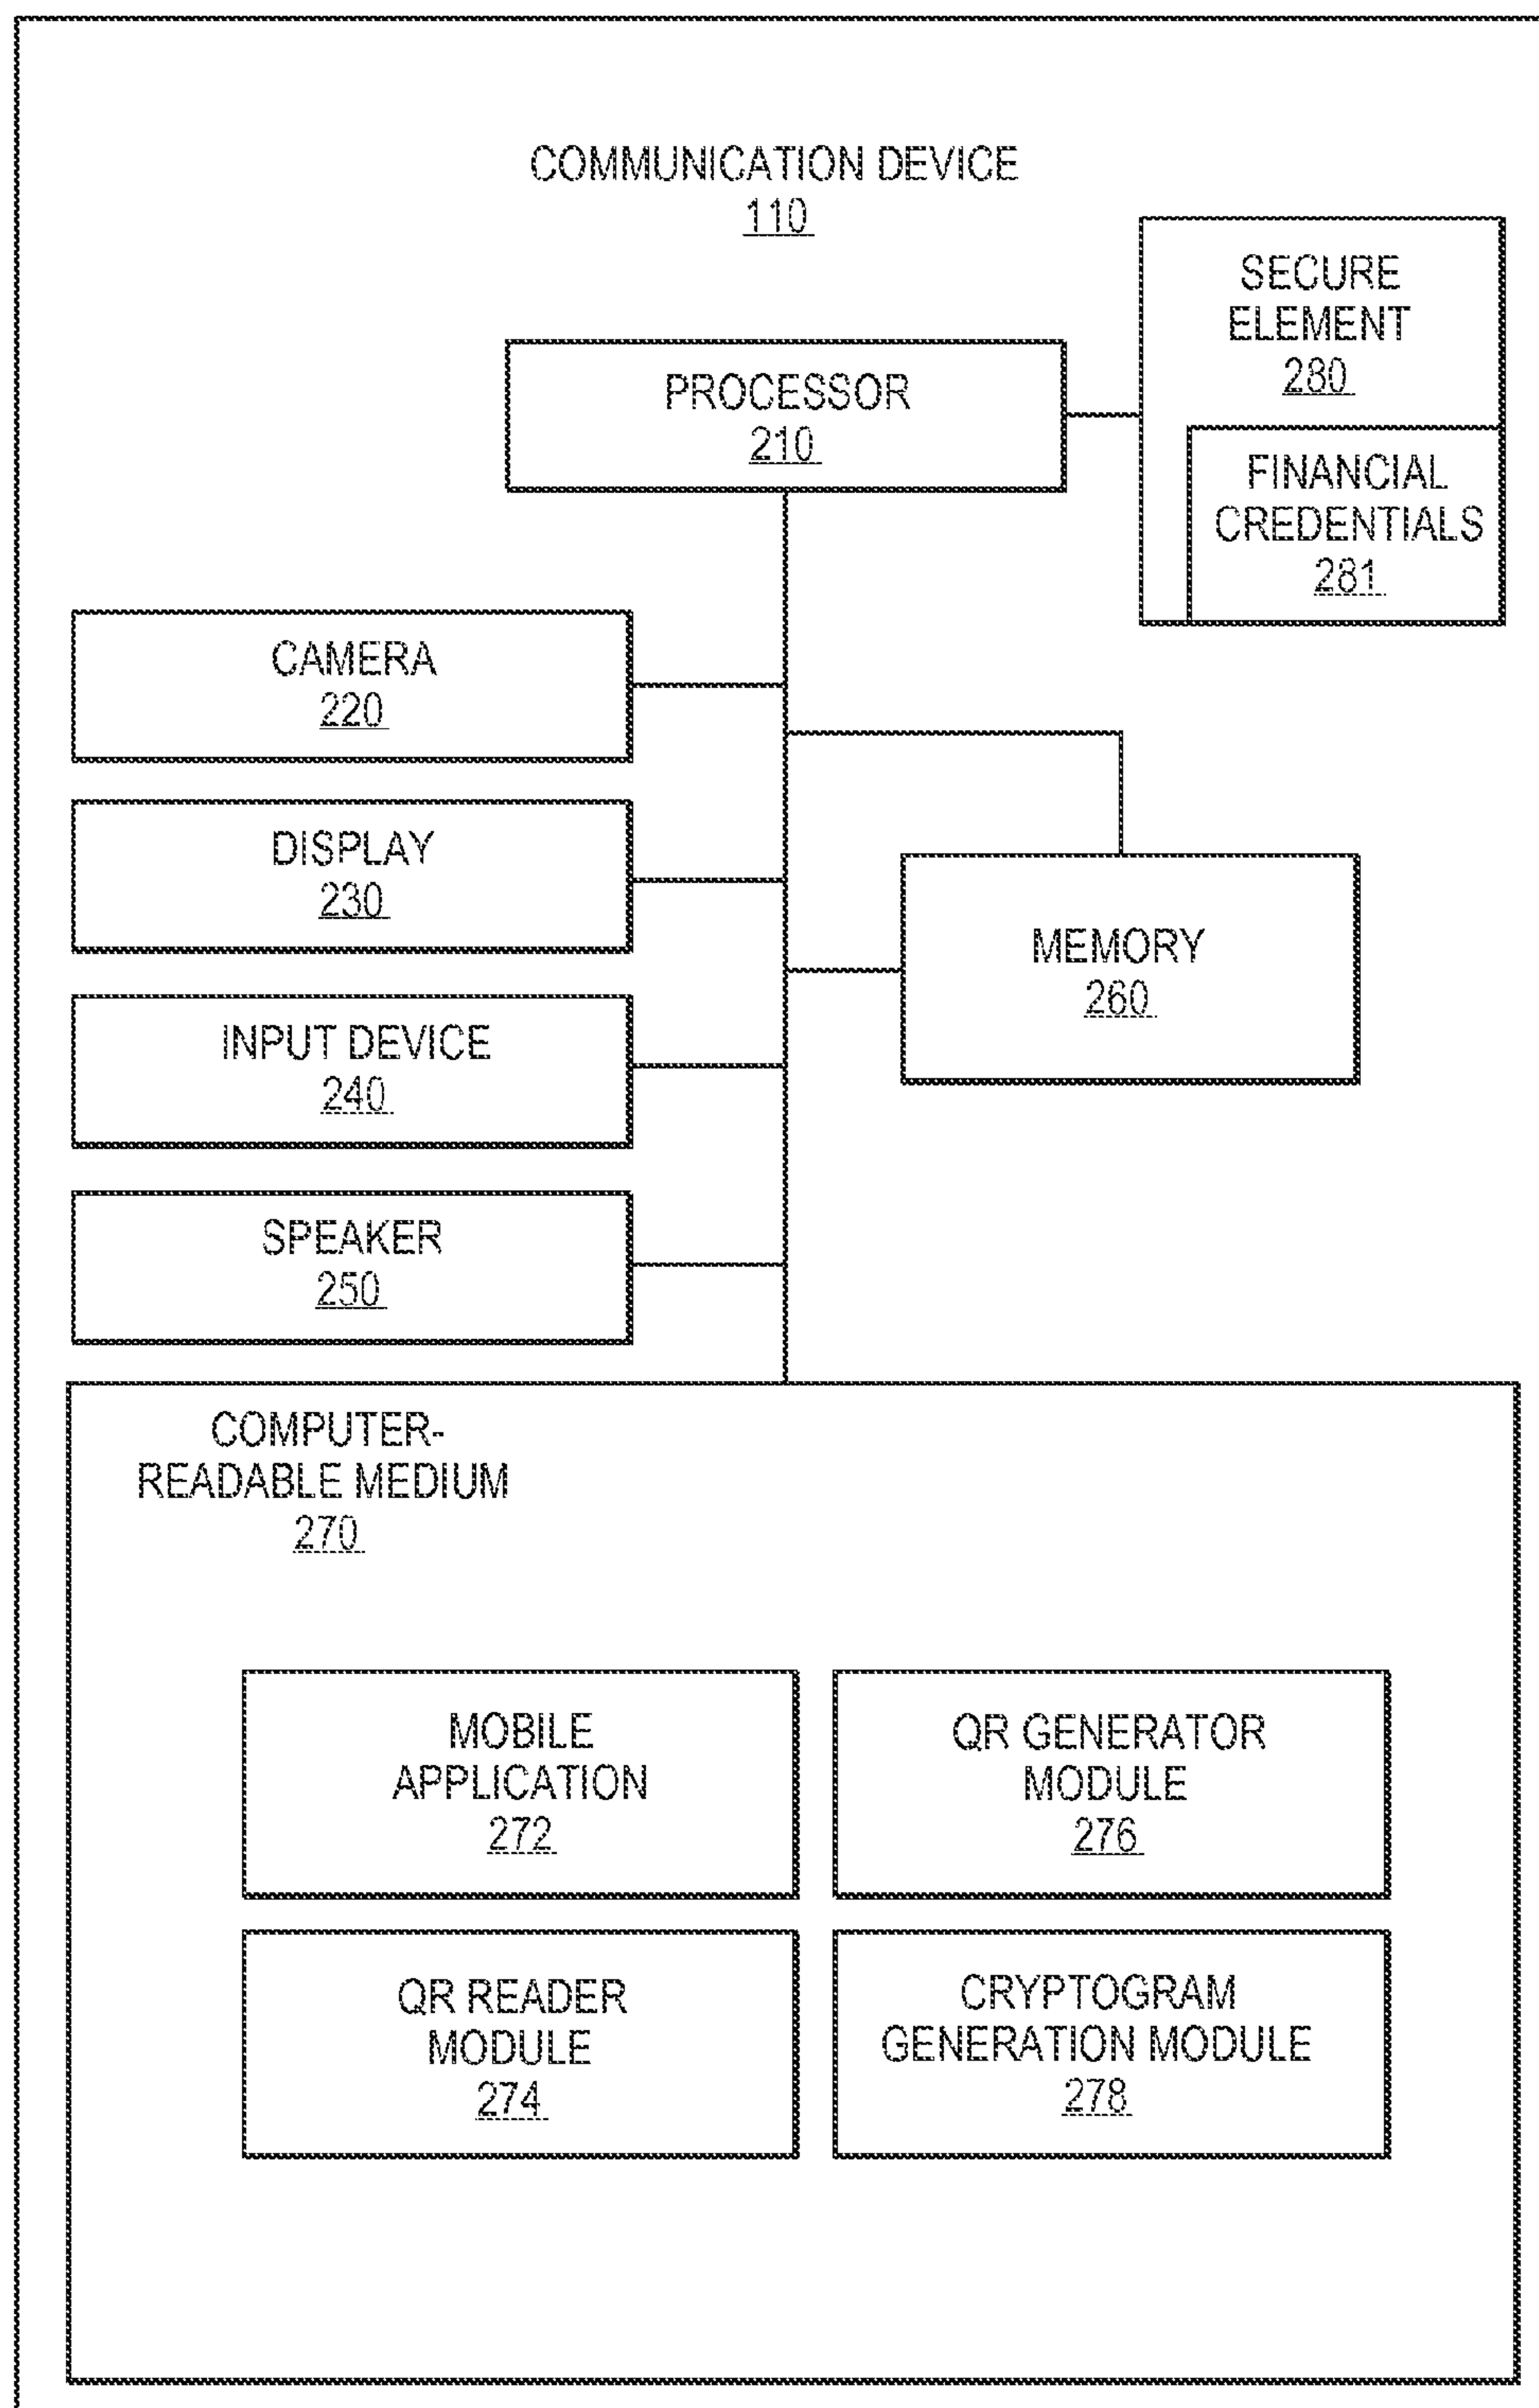 COMMUNICATION DEVICE
110
SECURE
ELEMENT
280
FINANCIAL
CREDENTIALS
281
PROCESSOR
210
CAMERA
220
DISPLAY
230
INPUT DEVICE
240
SPEAKER
250
MEMORY
260
COMPUTER-
READABLE MEDIUM
270
MOBILE
APPLICATION
272
QR GENERATOR
MODULE
276
QR READER
MODULE
274
CRYPTOGRAM
GENERATION MODULE
278